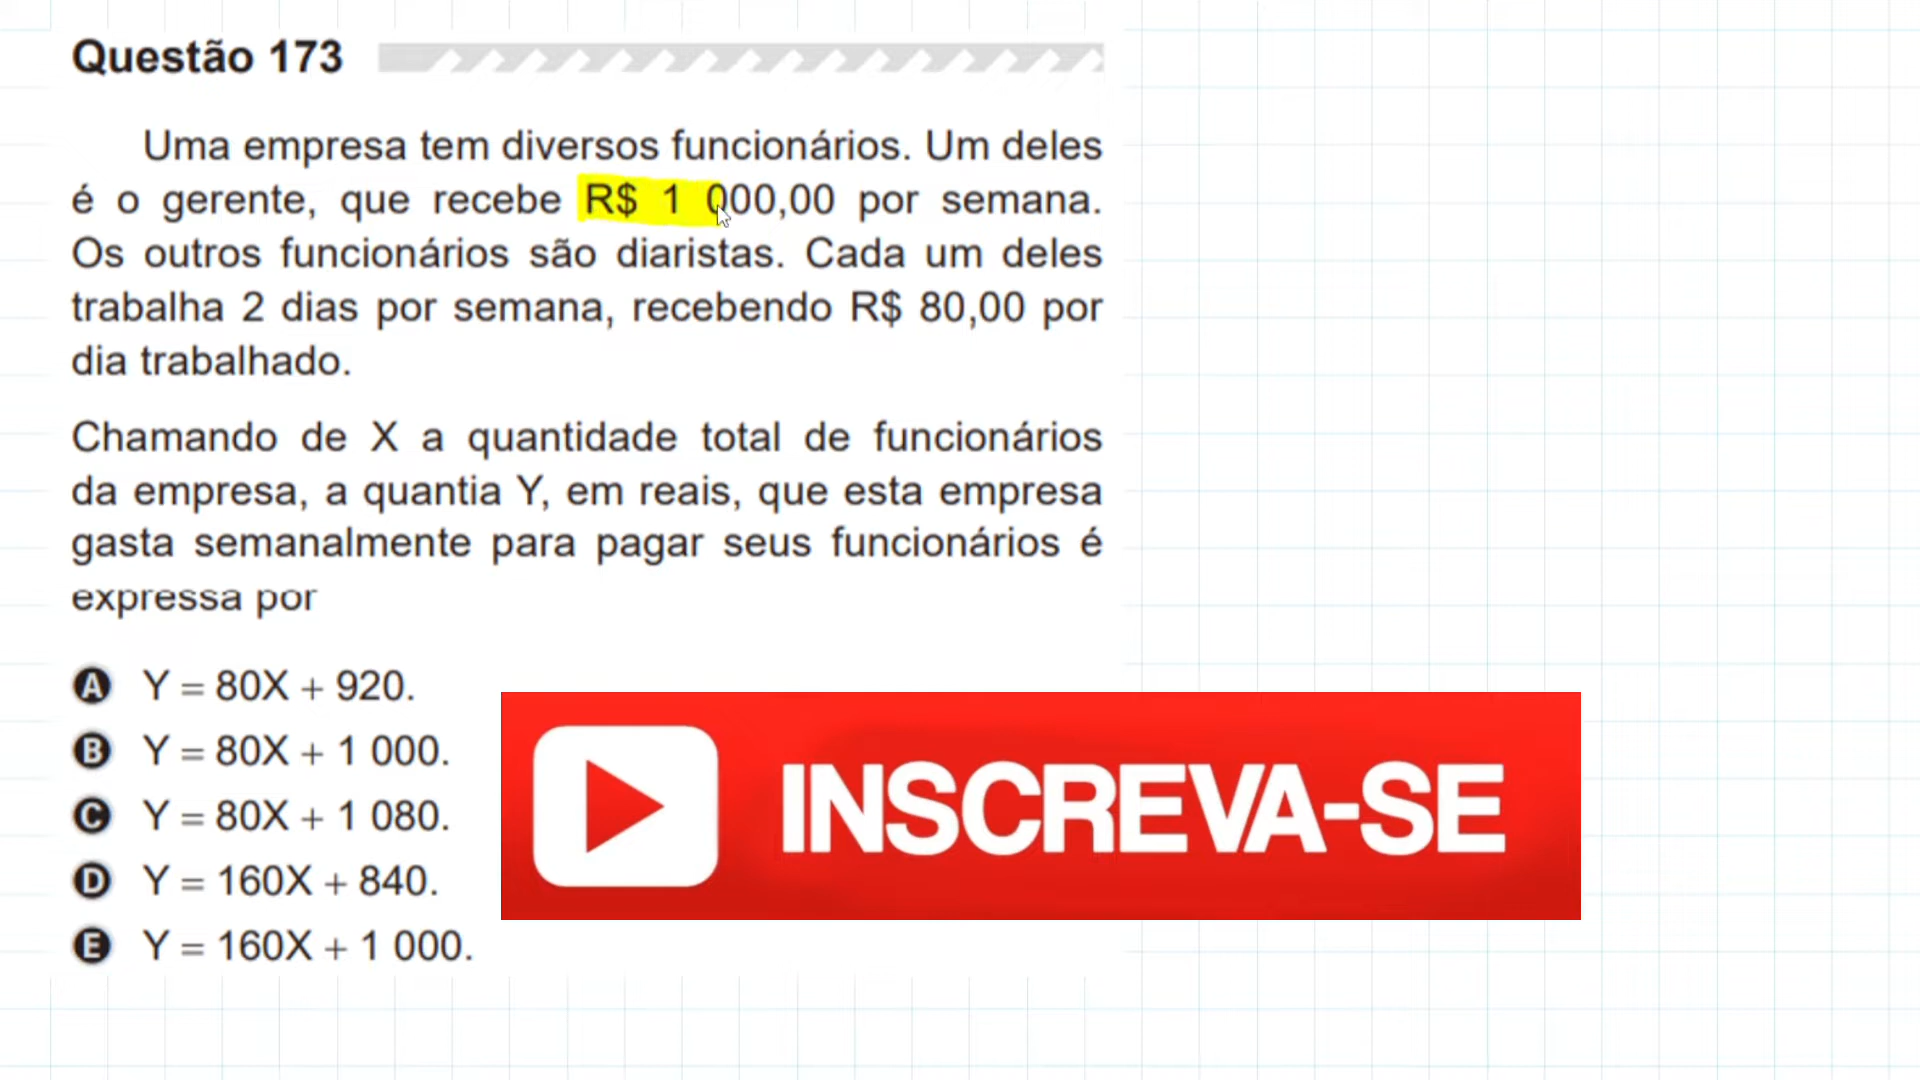 Questão 173
Uma empresa tem diversos funcionários. Um deles
é o gerente, que recebe R$ 1 000,00 por semana.
Os outros funcionários são diaristas. Cada um deles
trabalha 2 dias por semana, recebendo R$ 80,00 por
dia trabalhado.
Chamando de X a quantidade total de funcionários
da empresa, a quantia Y, em reais, que esta empresa
gasta semanalmente para pagar seus funcionários é
expressa por
A Y = 80X + 920.
B Y = 80X + 1 000.
C Y = 80X + 1 080.
D Y = 160X + 840.
E Y = 160X + 1 000.
INSCREVA-SE